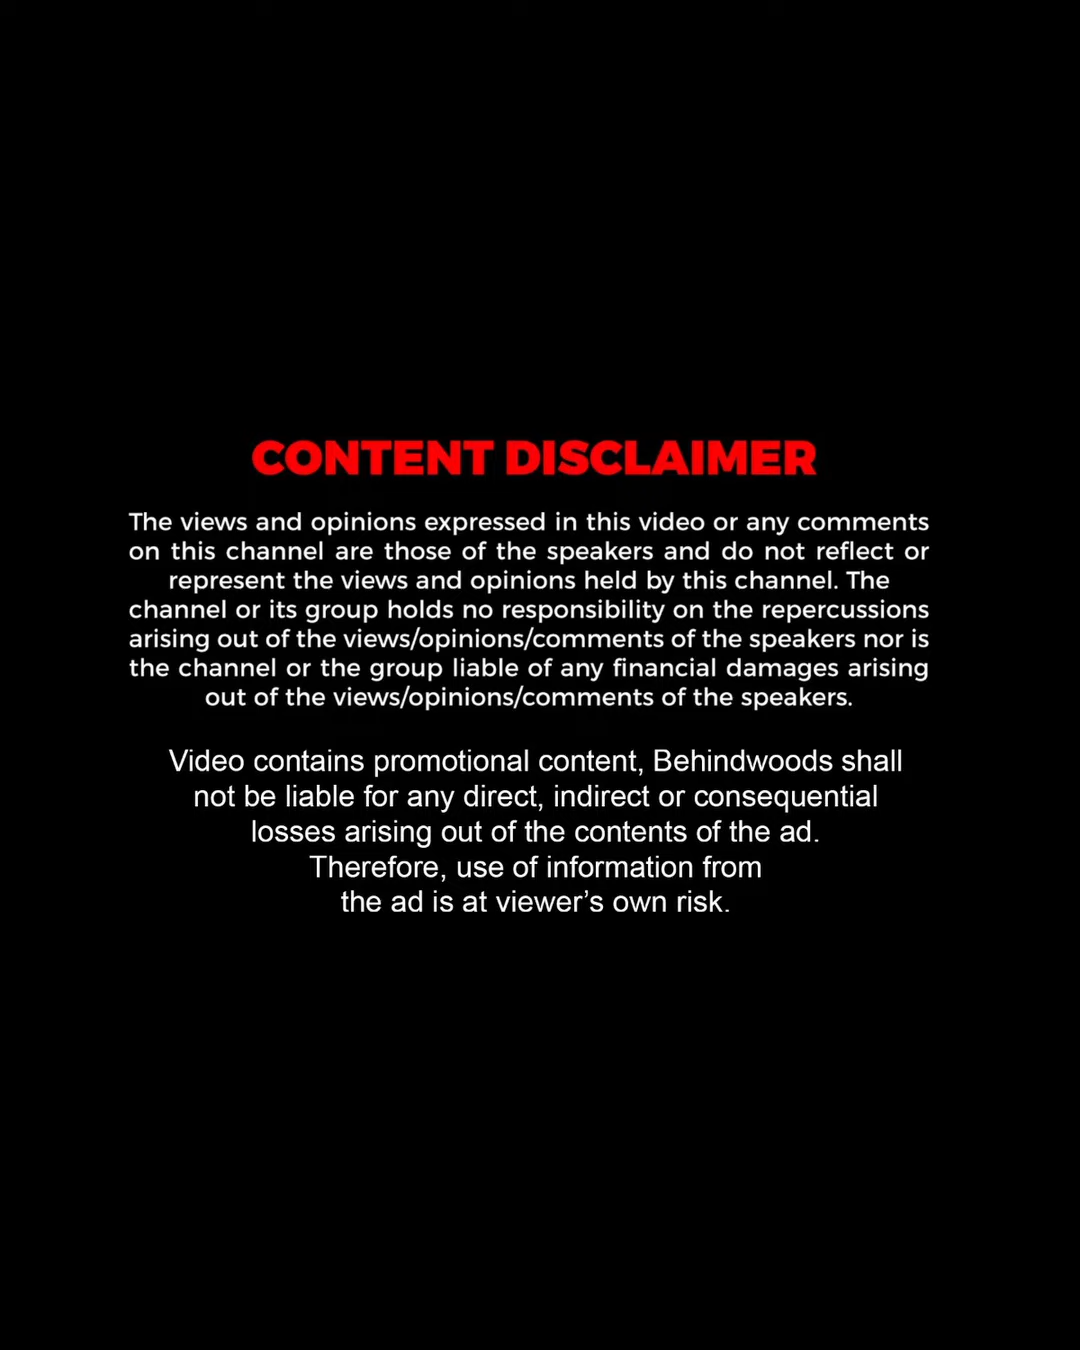 CONTENT DISCLAIMER
The views and opinions expressed in this video or any comments
on this channel are those of the speakers and do not reflect or
represent the views and opinions held by this channel. The
channel or its group holds no responsibility on the repercussions
arising out of the views/opinions/comments of the speakers nor is
the channel or the group liable of any financial damages arising
out of the views/opinions/comments of the speakers.
Video contains promotional content, Behindwoods shall
not be liable for any direct, indirect or consequential
losses arising out of the contents of the ad.
Therefore, use of information from
the ad is at viewer’s own risk.